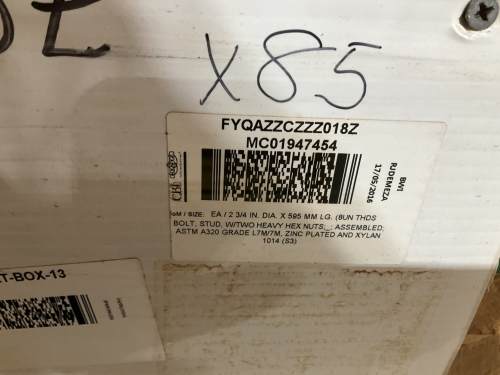 X85
FYQAZZCZZZ018Z
MC01947454
BW1
RJDEMEZA
17/05/2016
UM / SIZE: EA / 2 3/4 IN. DIA. X 595 MM LG. (8UN THDS
BOLT, STUD, W/TWO HEAVY HEX NUTS;_; ASSEMBLED;
ASTM A320 GRADE L7M/7M, ZINC PLATED AND XYLAN
1014 (S3)
T-BOX-13